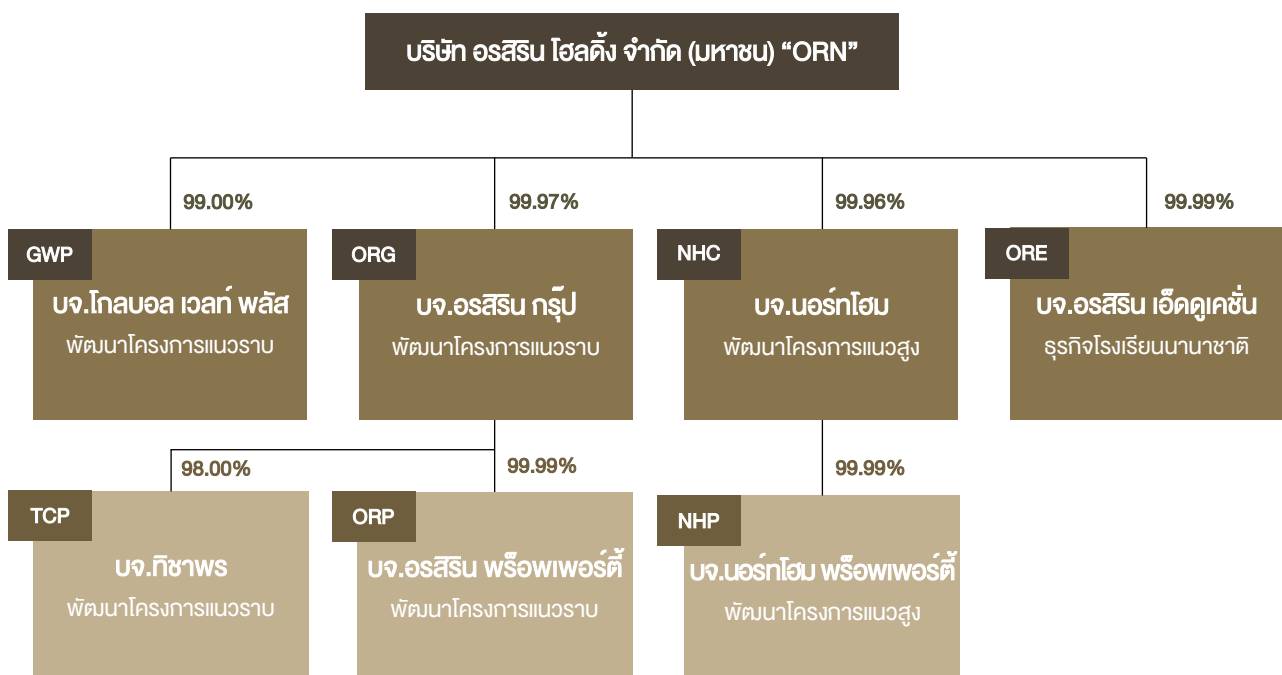 บริษัท อรสิริน โฮลดิ้ง จำกัด (มหาชน) “ORN”
99.00%
99.97%
99.96%
99.99%
GWP
บจ.โกลบอล เวลท์ พลัส
พัฒนาโครงการแนวราบ
ORG
บจ.อรสิริน กรุ๊ป
พัฒนาโครงการแนวราบ
NHC
บจ.นอร์ทโฮม
พัฒนาโครงการแนวสูง
ORE
บจ.อรสิริน เอ็ดดูเคชั่น
ธุรกิจโรงเรียนนานาชาติ
98.00%
99.99%
99.99%
TCP
บจ.ทิชาพร
พัฒนาโครงการแนวราบ
ORP
บจ.อรสิริน พร็อพเพอร์ตี้
พัฒนาโครงการแนวราบ
NHP
บจ.นอร์ทโฮม พร็อพเพอร์ตี้
พัฒนาโครงการแนวสูง